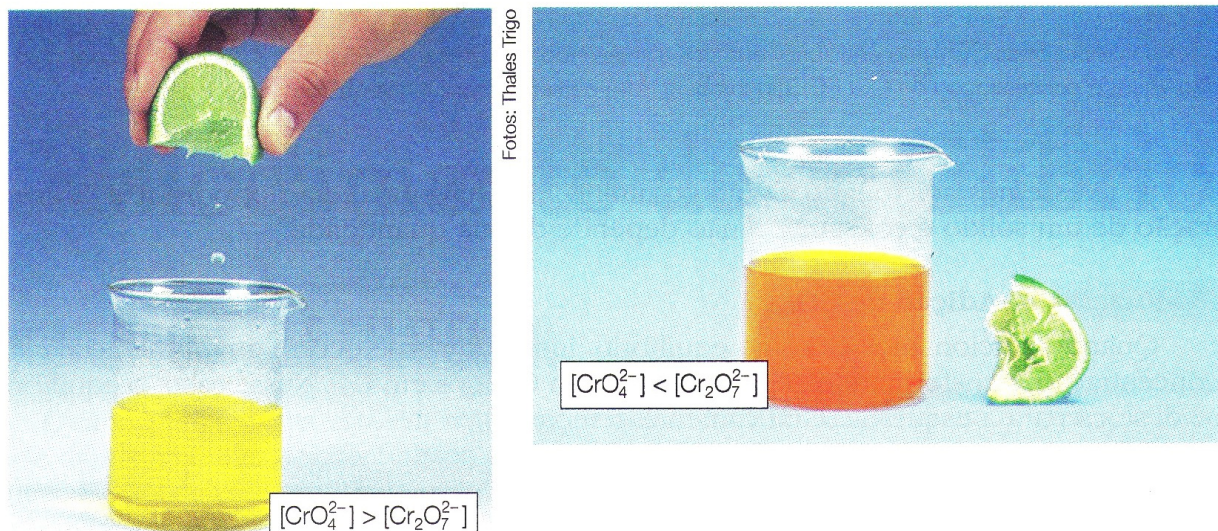 Fotos: Thales Trigo
[CrO₄²⁻] > [Cr₂O₇²⁻]
[CrO₄²⁻] < [Cr₂O₇²⁻]